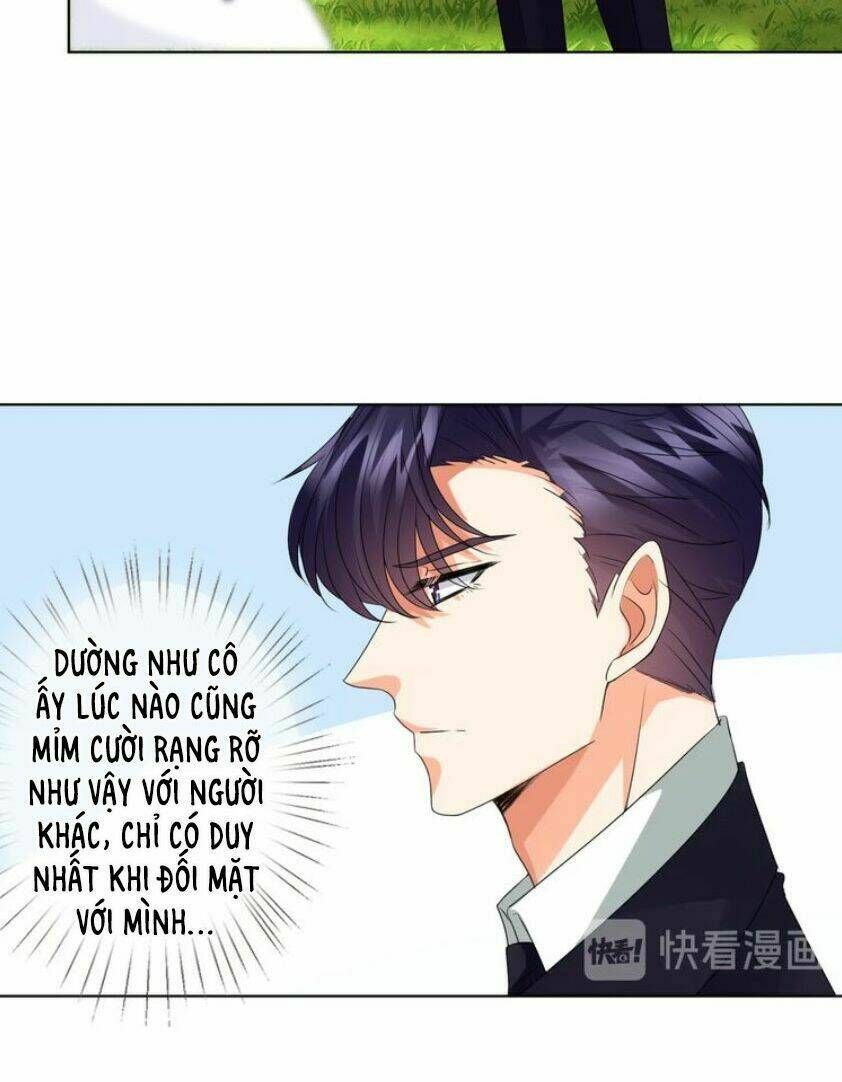 DƯỜNG NHƯ CÔ
ẤY LÚC NÀO CŨNG
MỈM CƯỜI RẠNG RỠ
NHƯ VẬY VỚI NGƯỜI
KHÁC, CHỈ CÓ DUY
NHẤT KHI ĐỐI MẶT
VỚI MÌNH...
快看! 快看漫画